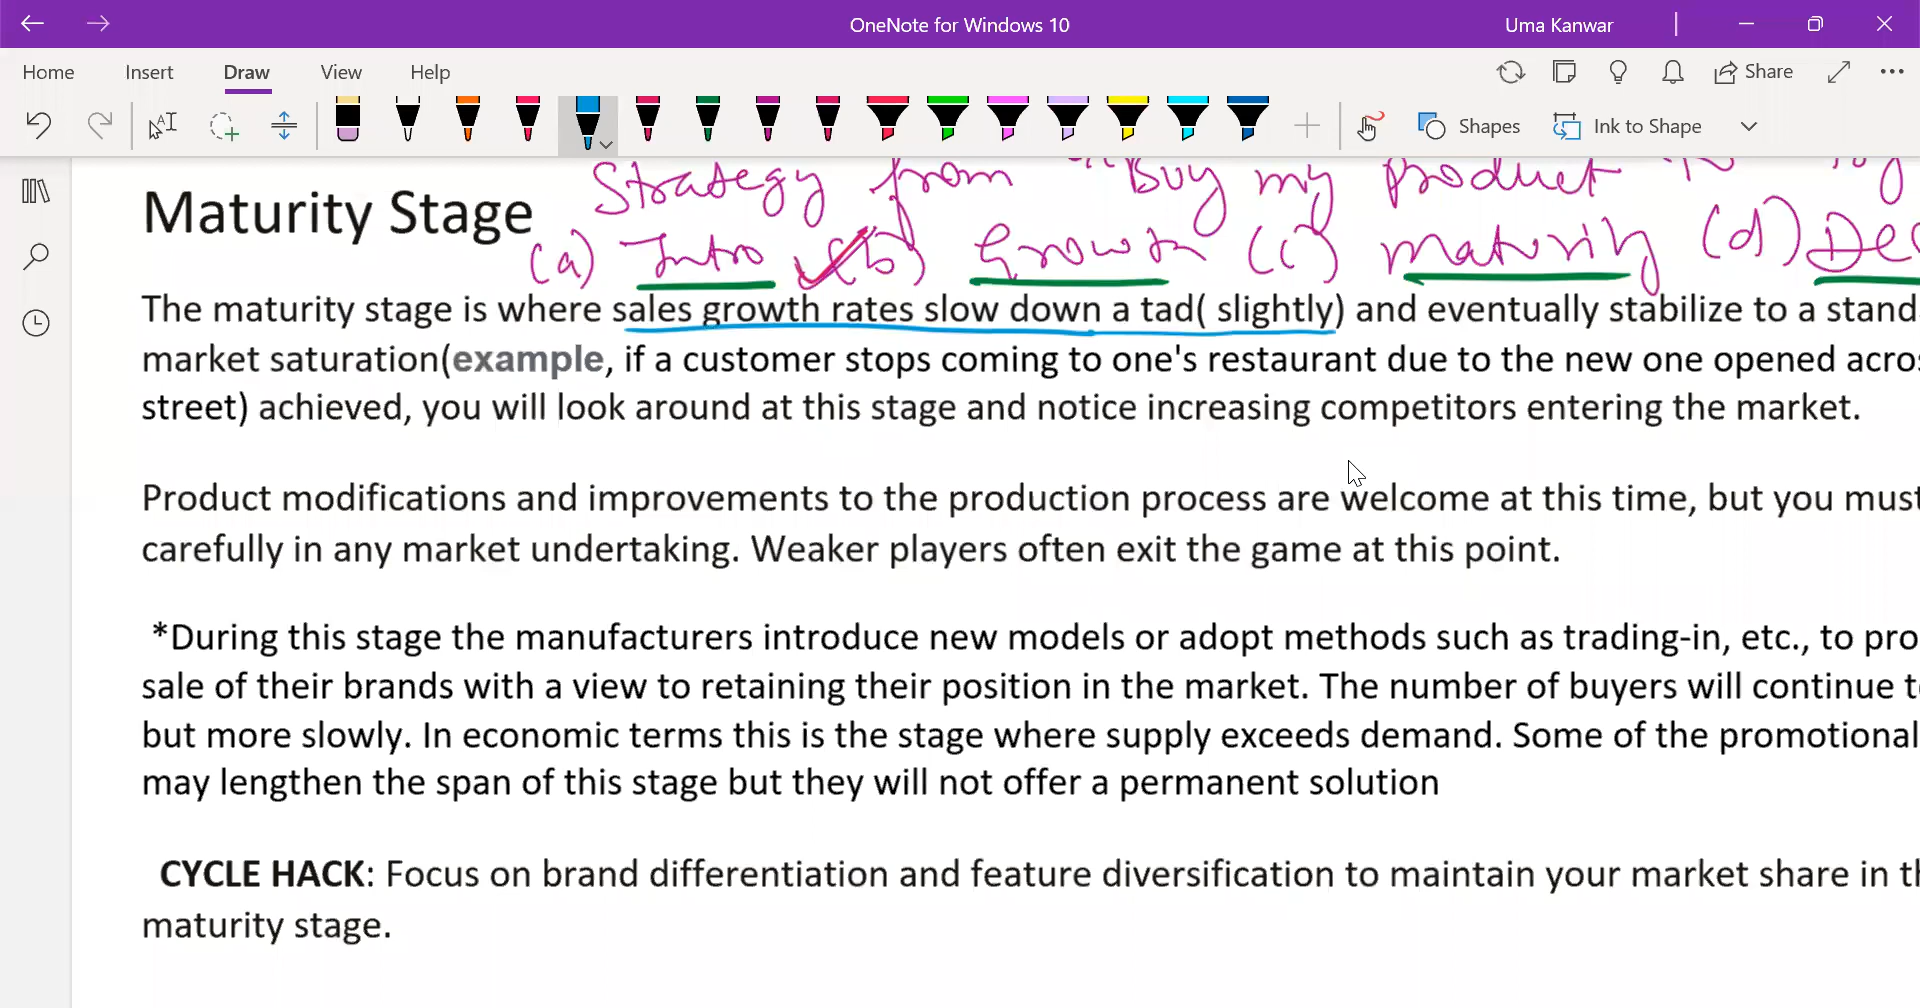 OneNote for Windows 10 Uma Kanwar
Home Insert Draw View Help Share
Shapes Ink to Shape
Strategy from "Buy my product
Maturity Stage
(a) Intro (b) Growth (c) maturity (d) Dec
The maturity stage is where sales growth rates slow down a tad( slightly) and eventually stabilize to a stand
market saturation(example, if a customer stops coming to one's restaurant due to the new one opened acro
street) achieved, you will look around at this stage and notice increasing competitors entering the market.
Product modifications and improvements to the production process are welcome at this time, but you must
carefully in any market undertaking. Weaker players often exit the game at this point.
*During this stage the manufacturers introduce new models or adopt methods such as trading-in, etc., to pro
sale of their brands with a view to retaining their position in the market. The number of buyers will continue t
but more slowly. In economic terms this is the stage where supply exceeds demand. Some of the promotional
may lengthen the span of this stage but they will not offer a permanent solution
CYCLE HACK: Focus on brand differentiation and feature diversification to maintain your market share in th
maturity stage.